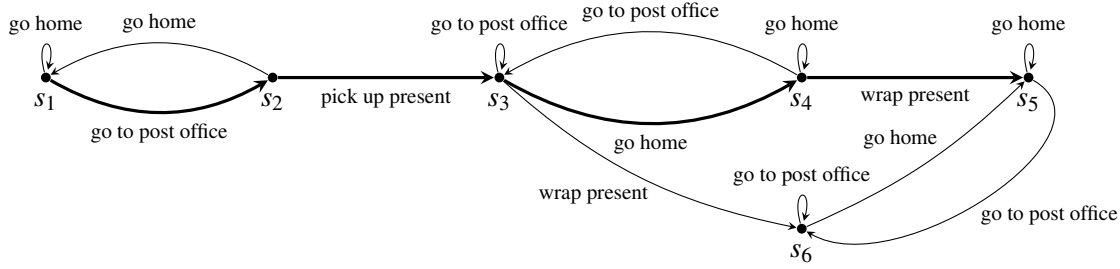 go home
go home
go to post office
go to post office
go home
go home
s1
s2
s3
s4
s5
pick up present
wrap present
go to post office
go home
go home
wrap present
go to post office
go to post office
s6